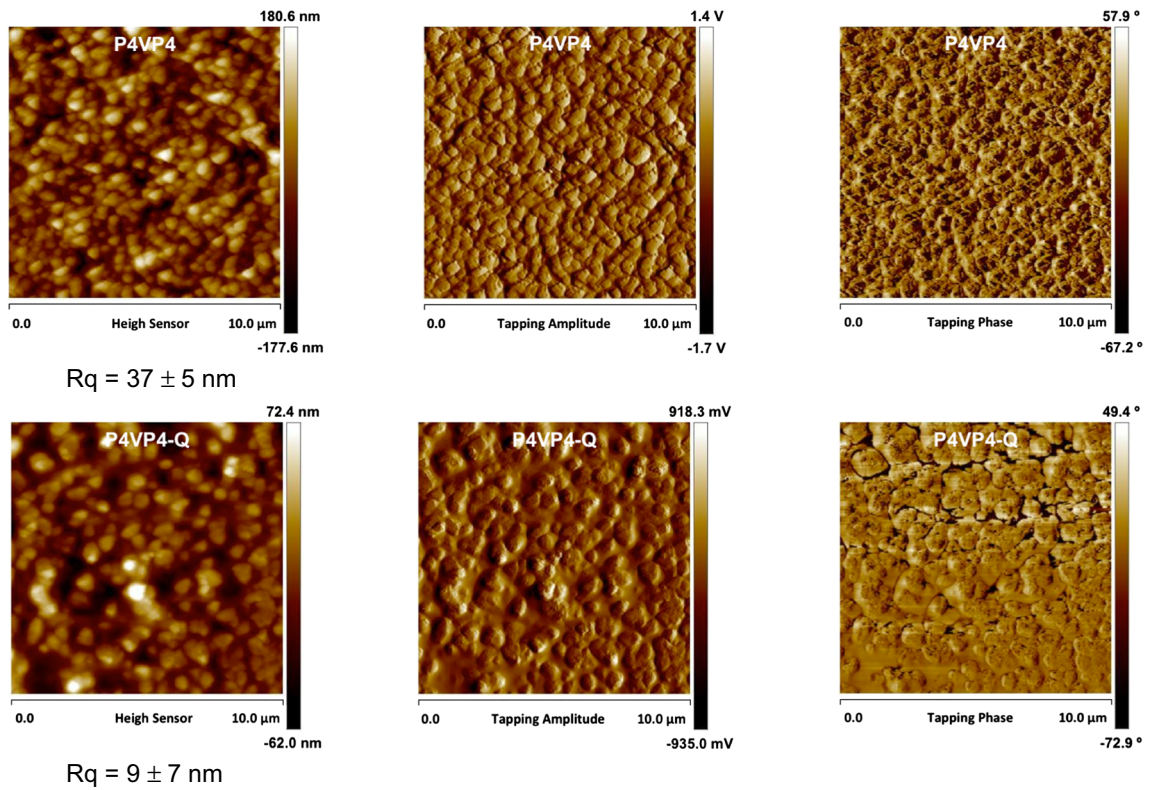 180.6 nm
1.4 V
57.9 º
P4VP4
P4VP4
P4VP4
0.0 Heigh Sensor 10.0 µm
0.0 Tapping Amplitude 10.0 µm
0.0 Tapping Phase 10.0 µm
-177.6 nm
-1.7 V
-67.2 º
Rq = 37 ± 5 nm
72.4 nm
918.3 mV
49.4 º
P4VP4-Q
P4VP4-Q
P4VP4-Q
0.0 Heigh Sensor 10.0 µm
0.0 Tapping Amplitude 10.0 µm
0.0 Tapping Phase 10.0 µm
-62.0 nm
-935.0 mV
-72.9 º
Rq = 9 ± 7 nm